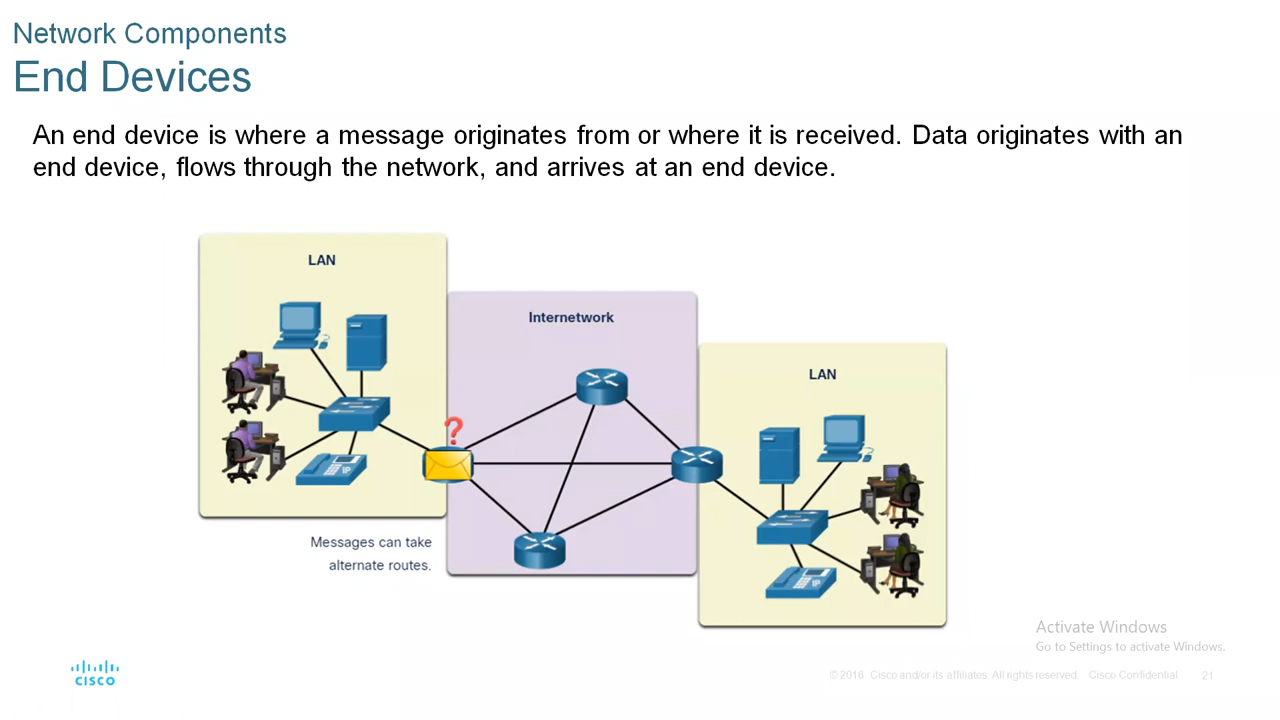 Network Components
End Devices
An end device is where a message originates from or where it is received. Data originates with an
end device, flows through the network, and arrives at an end device.
LAN
Internetwork
LAN
?
Messages can take
alternate routes.
Activate Windows
Go to Settings to activate Windows.
CISCO
© 2016 Cisco and/or its affiliates. All rights reserved. Cisco Confidential 21